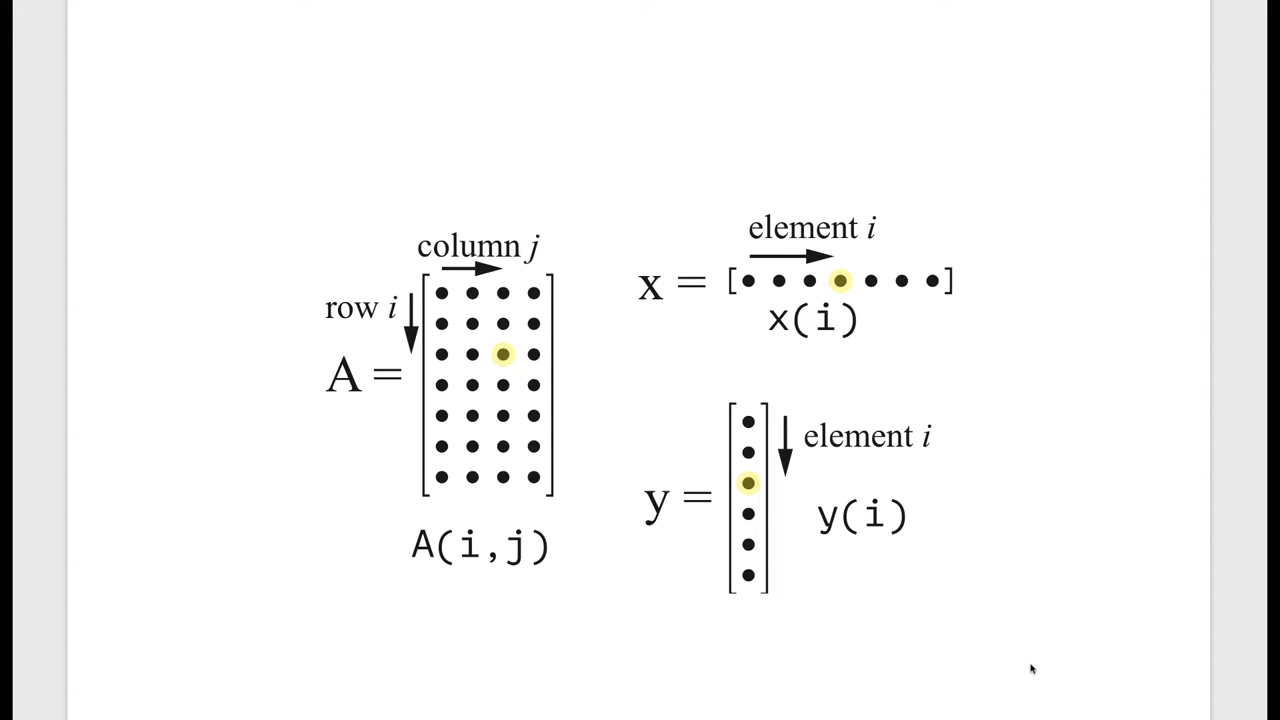 column j
row i
A =
A(i,j)
element i
x = [ ]
x(i)
y =
element i
y(i)